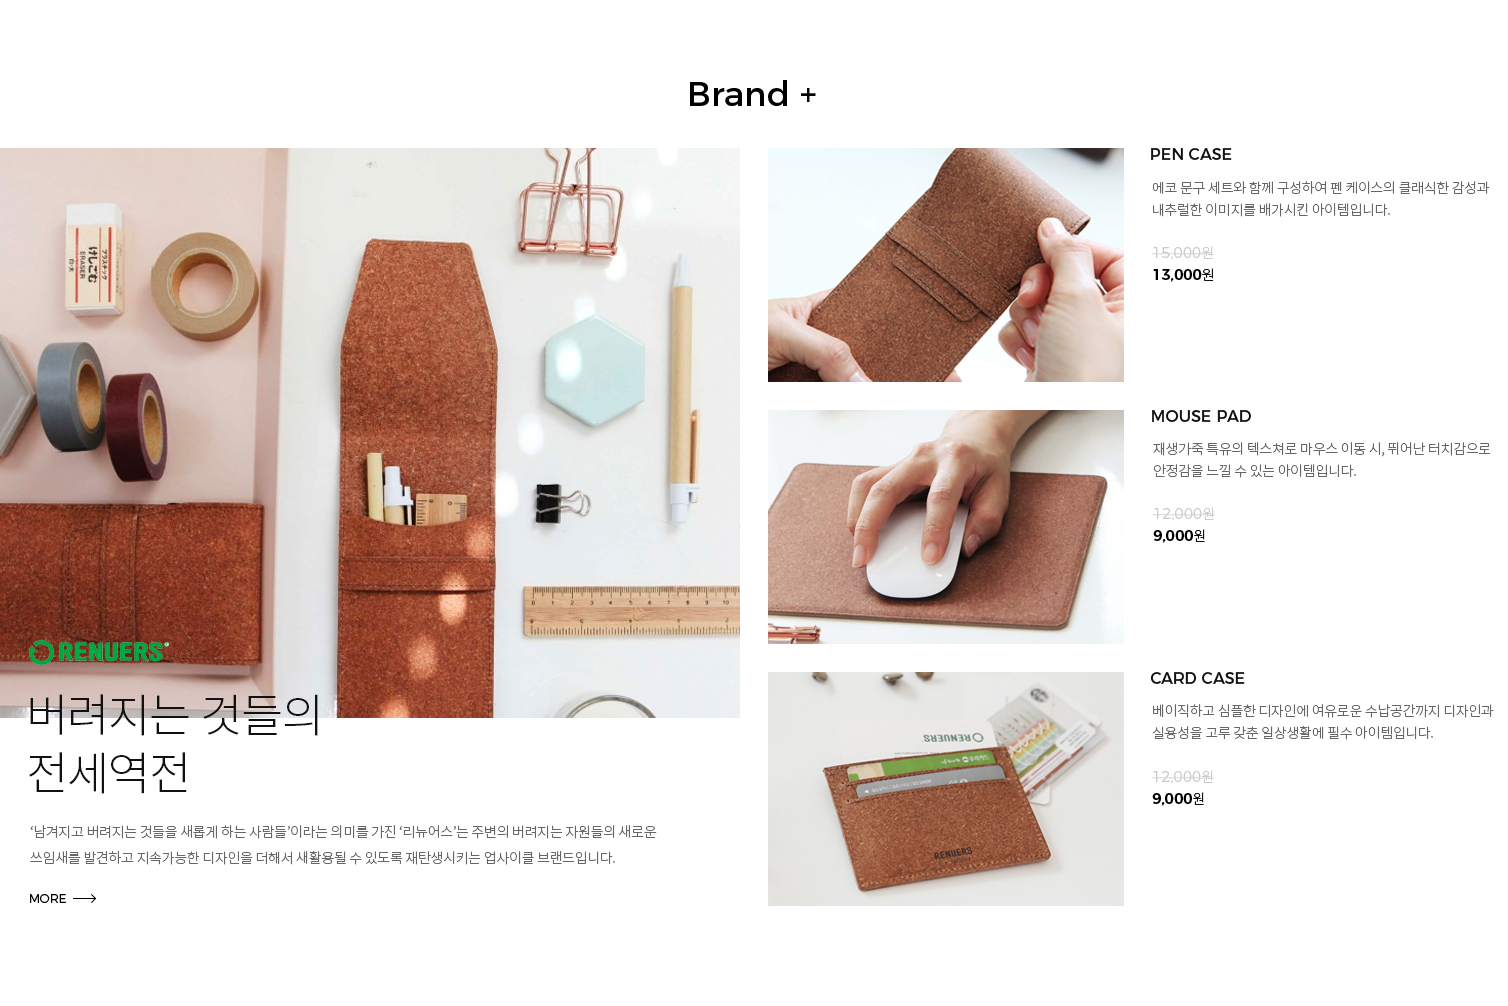 Brand +
プラスチック
けしごむ
ERASER
RENUERS
버려지는 것들의
전세역전
‘남겨지고 버려지는 것들을 새롭게 하는 사람들’이라는 의미를 가진 ‘리뉴어스’는 주변의 버려지는 자원들의 새로운
쓰임새를 발견하고 지속가능한 디자인을 더해서 새활용될 수 있도록 재탄생시키는 업사이클 브랜드입니다.
MORE
PEN CASE
에코 문구 세트와 함께 구성하여 펜 케이스의 클래식한 감성과
내추럴한 이미지를 배가시킨 아이템입니다.
15,000원
13,000원
MOUSE PAD
재생가죽 특유의 텍스쳐로 마우스 이동 시, 뛰어난 터치감으로
안정감을 느낄 수 있는 아이템입니다.
12,000원
9,000원
RENUERS
RENUERS
CARD CASE
베이직하고 심플한 디자인에 여유로운 수납공간까지 디자인과
실용성을 고루 갖춘 일상생활에 필수 아이템입니다.
12,000원
9,000원